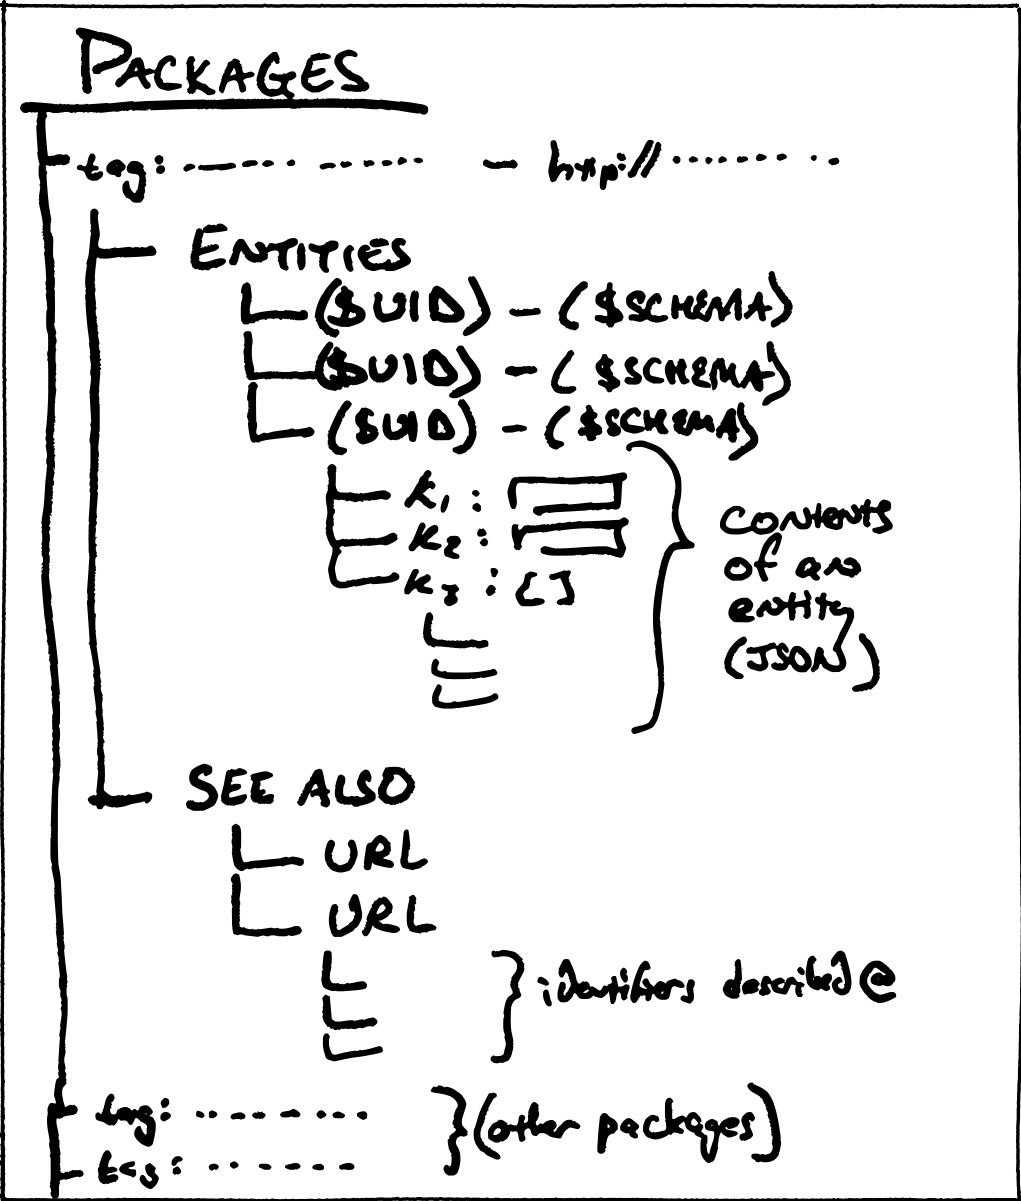 PACKAGES
tag: ........ ...... — http://...........
ENTITIES
($UID) - ($SCHEMA)
($UID) - ($SCHEMA)
($UID) - ($SCHEMA)
k1 :
k2 :
k3 : []
contents
of an
entity
(JSON)
SEE ALSO
URL
URL
identifiers described @
tag: .......
(other packages)
tag: ......